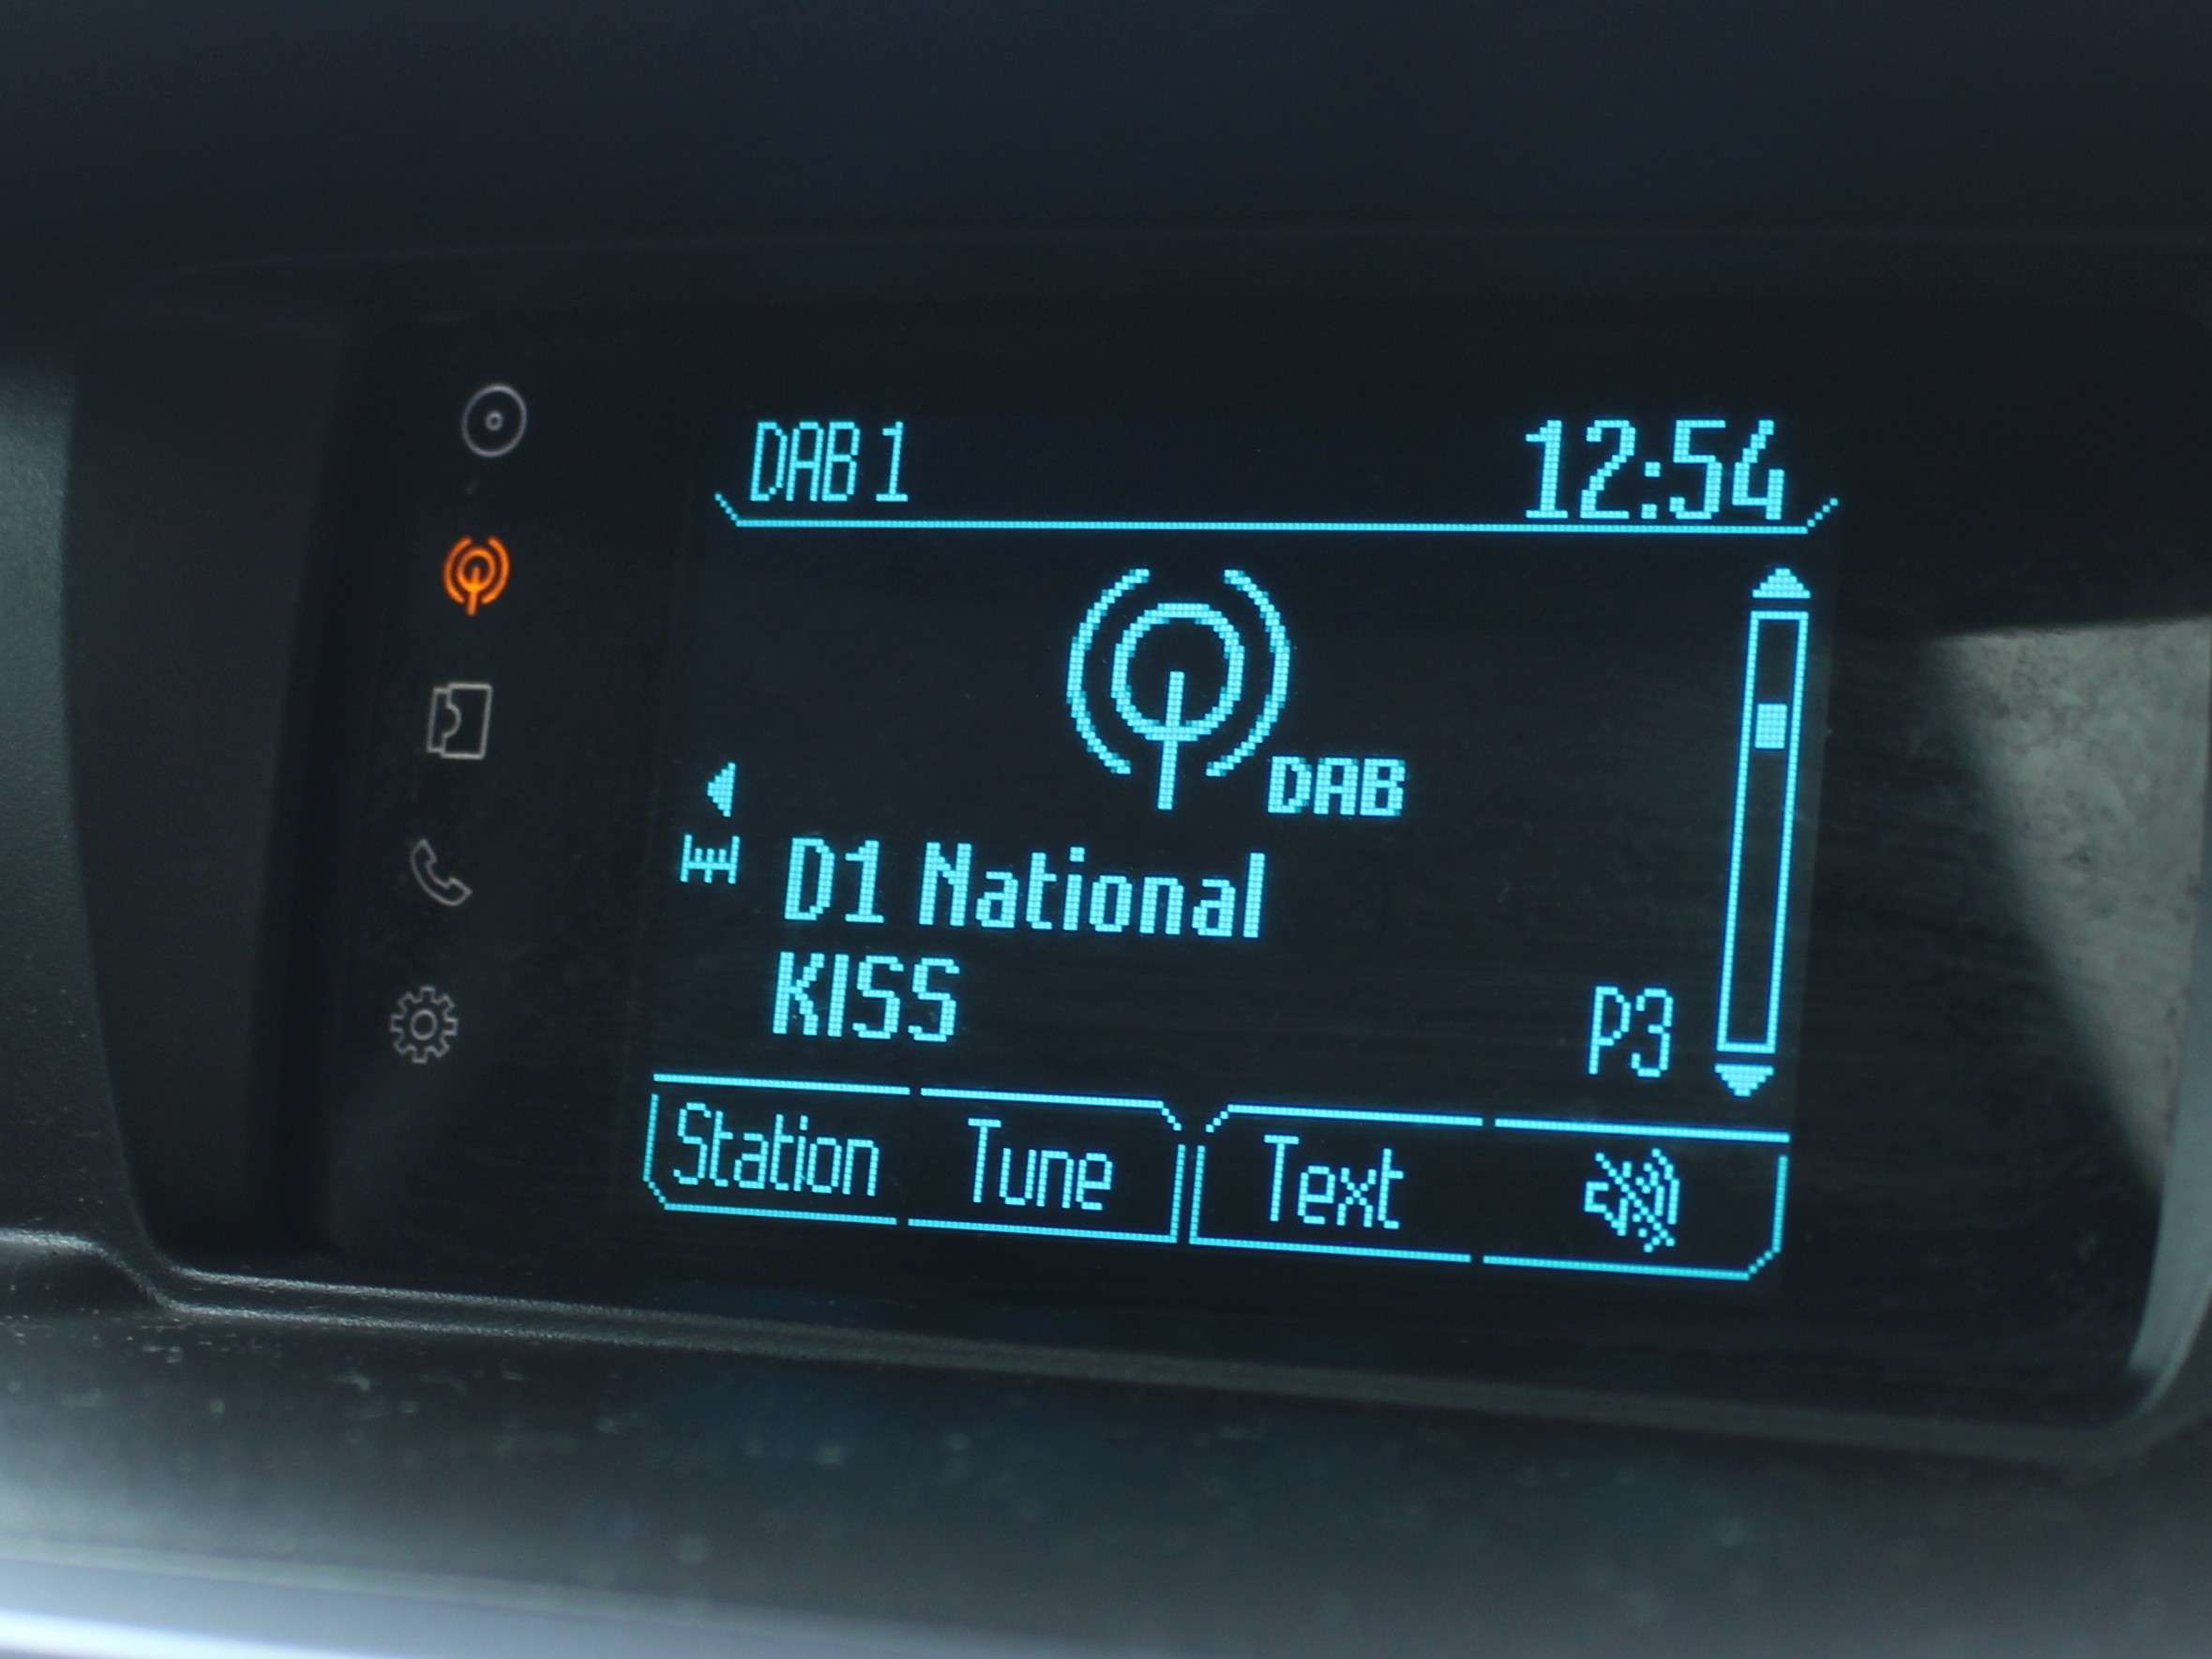 DAB 1 12:54
DAB
D1 National
KISS
P3
Station Tune Text